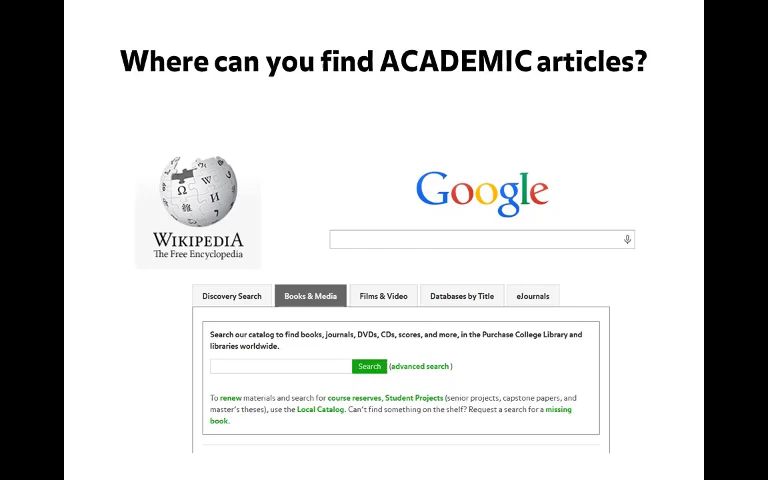 Where can you find ACADEMIC articles?
Ω W И
WIKIPEDIA
The Free Encyclopedia
Google
Discovery Search Books & Media Films & Video Databases by Title eJournals
Search our catalog to find books, journals, DVDs, CDs, scores, and more, in the Purchase College Library and
libraries worldwide.
Search (advanced search )
To renew materials and search for course reserves, Student Projects (senior projects, capstone papers, and
master's theses), use the Local Catalog. Can't find something on the shelf? Request a search for a missing
book.